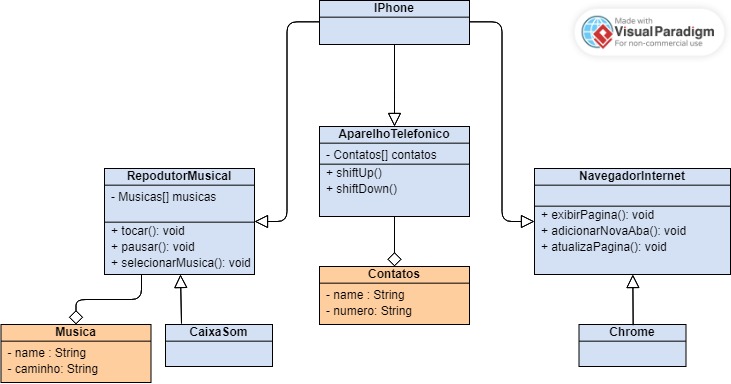 IPhone
Made with
Visual Paradigm
For non-commercial use
AparelhoTelefonico
- Contatos[] contatos
+ shiftUp()
+ shiftDown()
RepodutorMusical
- Musicas[] musicas
+ tocar(): void
+ pausar(): void
+ selecionarMusica(): void
NavegadorInternet
+ exibirPagina(): void
+ adicionarNovaAba(): void
+ atualizaPagina(): void
Contatos
- name : String
- numero: String
Musica
- name : String
- caminho: String
CaixaSom
Chrome